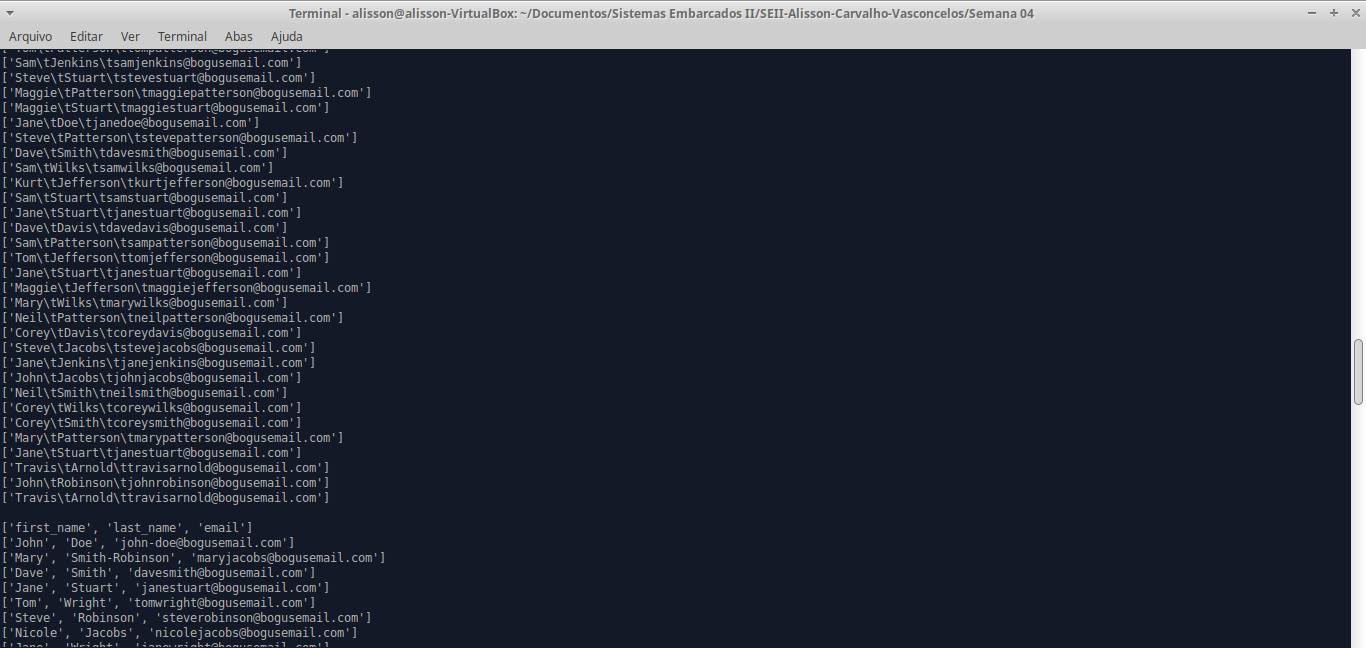 Terminal - alisson@alisson-VirtualBox: ~/Documentos/Sistemas Embarcados II/SEII-Alisson-Carvalho-Vasconcelos/Semana 04
Arquivo Editar Ver Terminal Abas Ajuda
['Tom\tPatterson\ttompatterson@bogusemail.com']
['Sam\tJenkins\tsamjenkins@bogusemail.com']
['Steve\tStuart\tstevestuart@bogusemail.com']
['Maggie\tPatterson\tmaggiepatterson@bogusemail.com']
['Maggie\tStuart\tmaggiestuart@bogusemail.com']
['Jane\tDoe\tjanedoe@bogusemail.com']
['Steve\tPatterson\tstevepatterson@bogusemail.com']
['Dave\tSmith\tdavesmith@bogusemail.com']
['Sam\tWilks\tsamwilks@bogusemail.com']
['Kurt\tJefferson\tkurtjefferson@bogusemail.com']
['Sam\tStuart\tsamstuart@bogusemail.com']
['Jane\tStuart\tjanestuart@bogusemail.com']
['Dave\tDavis\tdavedavis@bogusemail.com']
['Sam\tPatterson\tsampatterson@bogusemail.com']
['Tom\tJefferson\ttomjefferson@bogusemail.com']
['Jane\tStuart\tjanestuart@bogusemail.com']
['Maggie\tJefferson\tmaggiejefferson@bogusemail.com']
['Mary\tWilks\tmarywilks@bogusemail.com']
['Neil\tPatterson\tneilpatterson@bogusemail.com']
['Corey\tDavis\tcoreydavis@bogusemail.com']
['Steve\tJacobs\tstevejacobs@bogusemail.com']
['Jane\tJenkins\tjanejenkins@bogusemail.com']
['John\tJacobs\tjohnjacobs@bogusemail.com']
['Neil\tSmith\tneilsmith@bogusemail.com']
['Corey\tWilks\tcoreywilks@bogusemail.com']
['Corey\tSmith\tcoreysmith@bogusemail.com']
['Mary\tPatterson\tmarypatterson@bogusemail.com']
['Jane\tStuart\tjanestuart@bogusemail.com']
['Travis\tArnold\ttravisarnold@bogusemail.com']
['John\tRobinson\tjohnrobinson@bogusemail.com']
['Travis\tArnold\ttravisarnold@bogusemail.com']
['first_name', 'last_name', 'email']
['John', 'Doe', 'john-doe@bogusemail.com']
['Mary', 'Smith-Robinson', 'maryjacobs@bogusemail.com']
['Dave', 'Smith', 'davesmith@bogusemail.com']
['Jane', 'Stuart', 'janestuart@bogusemail.com']
['Tom', 'Wright', 'tomwright@bogusemail.com']
['Steve', 'Robinson', 'steverobinson@bogusemail.com']
['Nicole', 'Jacobs', 'nicolejacobs@bogusemail.com']
['Jane', 'Wright', 'janewright@bogusemail.com']